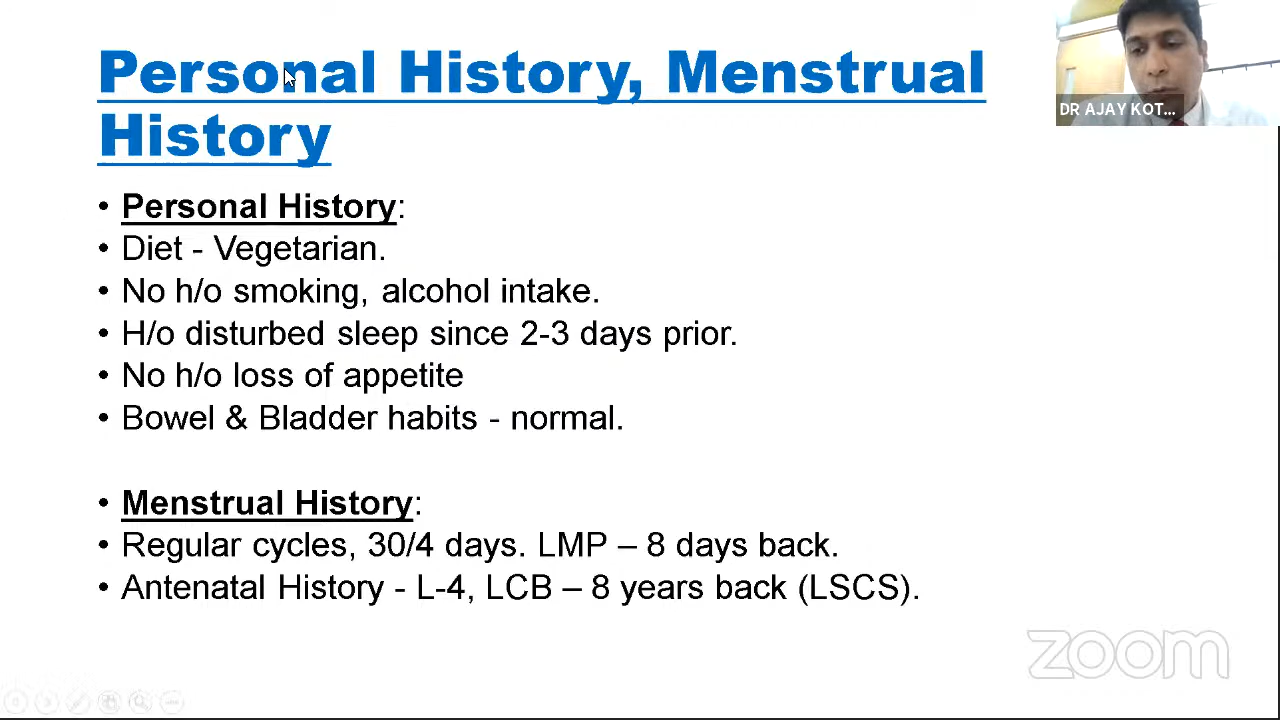 Personal History, Menstrual
History
DR AJAY KOT...
• Personal History:
• Diet - Vegetarian.
• No h/o smoking, alcohol intake.
• H/o disturbed sleep since 2-3 days prior.
• No h/o loss of appetite
• Bowel & Bladder habits - normal.
• Menstrual History:
• Regular cycles, 30/4 days. LMP – 8 days back.
• Antenatal History - L-4, LCB – 8 years back (LSCS).
zoom